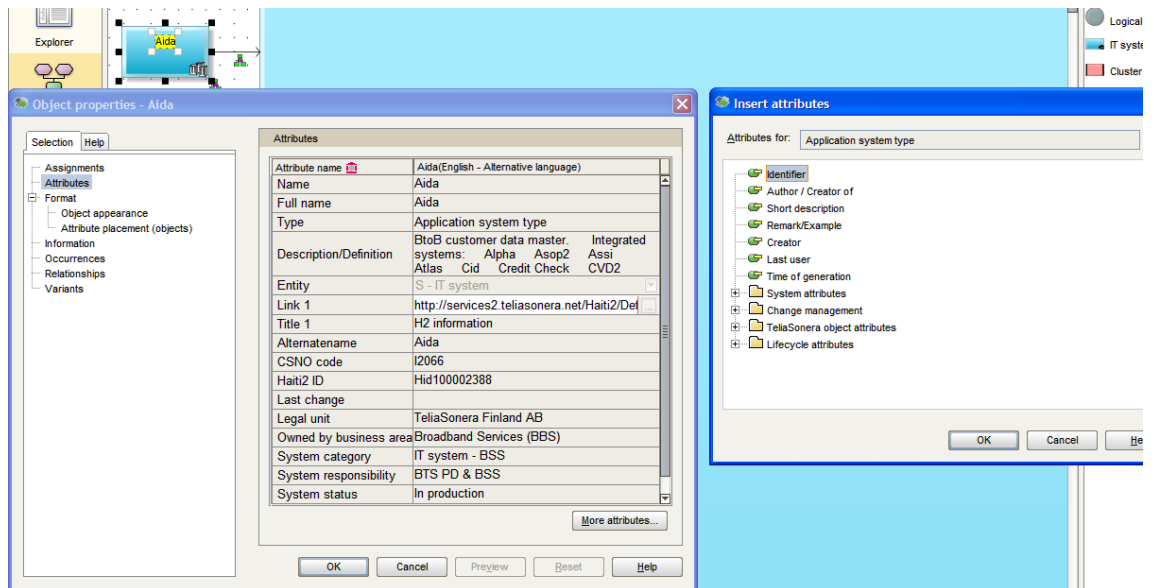 Explorer
Aida
Logical
IT syste
Cluster
Object properties - Aida
Selection Help
Assignments
Attributes
Format
Object appearance
Attribute placement (objects)
Information
Occurrences
Relationships
Variants
Attributes
Attribute name Aida(English - Alternative language)
Name Aida
Full name Aida
Type Application system type
Description/Definition BtoB customer data master. Integrated
systems: Alpha Asop2 Assi
Atlas Cid Credit Check CVD2
Entity S - IT system
Link 1 http://services2.teliasonera.net/Haiti2/Def ...
Title 1 H2 information
Alternatename Aida
CSNO code I2066
Haiti2 ID Hid100002388
Last change
Legal unit TeliaSonera Finland AB
Owned by business area Broadband Services (BBS)
System category IT system - BSS
System responsibility BTS PD & BSS
System status In production
More attributes...
OK Cancel Preview Reset Help
Insert attributes
Attributes for: Application system type
Identifier
Author / Creator of
Short description
Remark/Example
Creator
Last user
Time of generation
System attributes
Change management
TeliaSonera object attributes
Lifecycle attributes
OK Cancel He